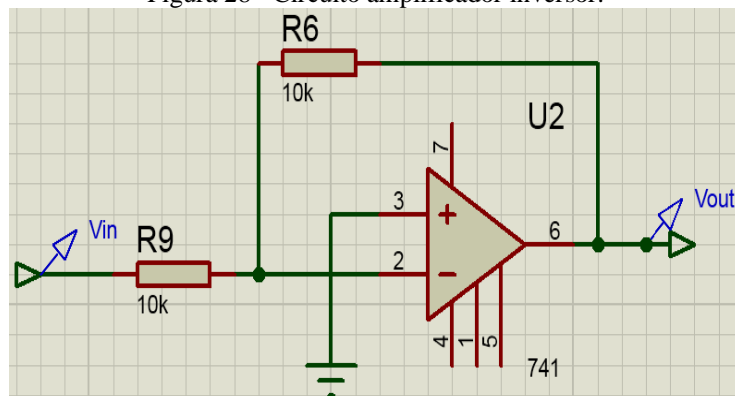 Figura 28 - Circuito amplificador inversor.
R6
10k
U2
7
3
Vin
R9
6
Vout
2
10k
4
1
5
741